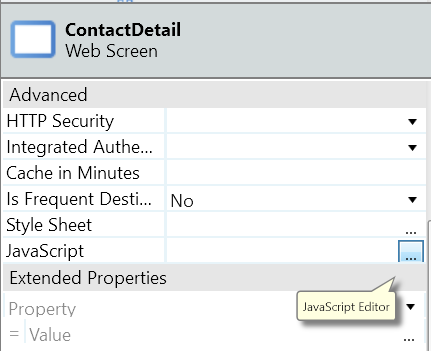 ContactDetail
Web Screen
Advanced
HTTP Security
Integrated Authe...
Cache in Minutes
Is Frequent Desti... No
Style Sheet ...
JavaScript ...
Extended Properties
JavaScript Editor
Property
= Value ...